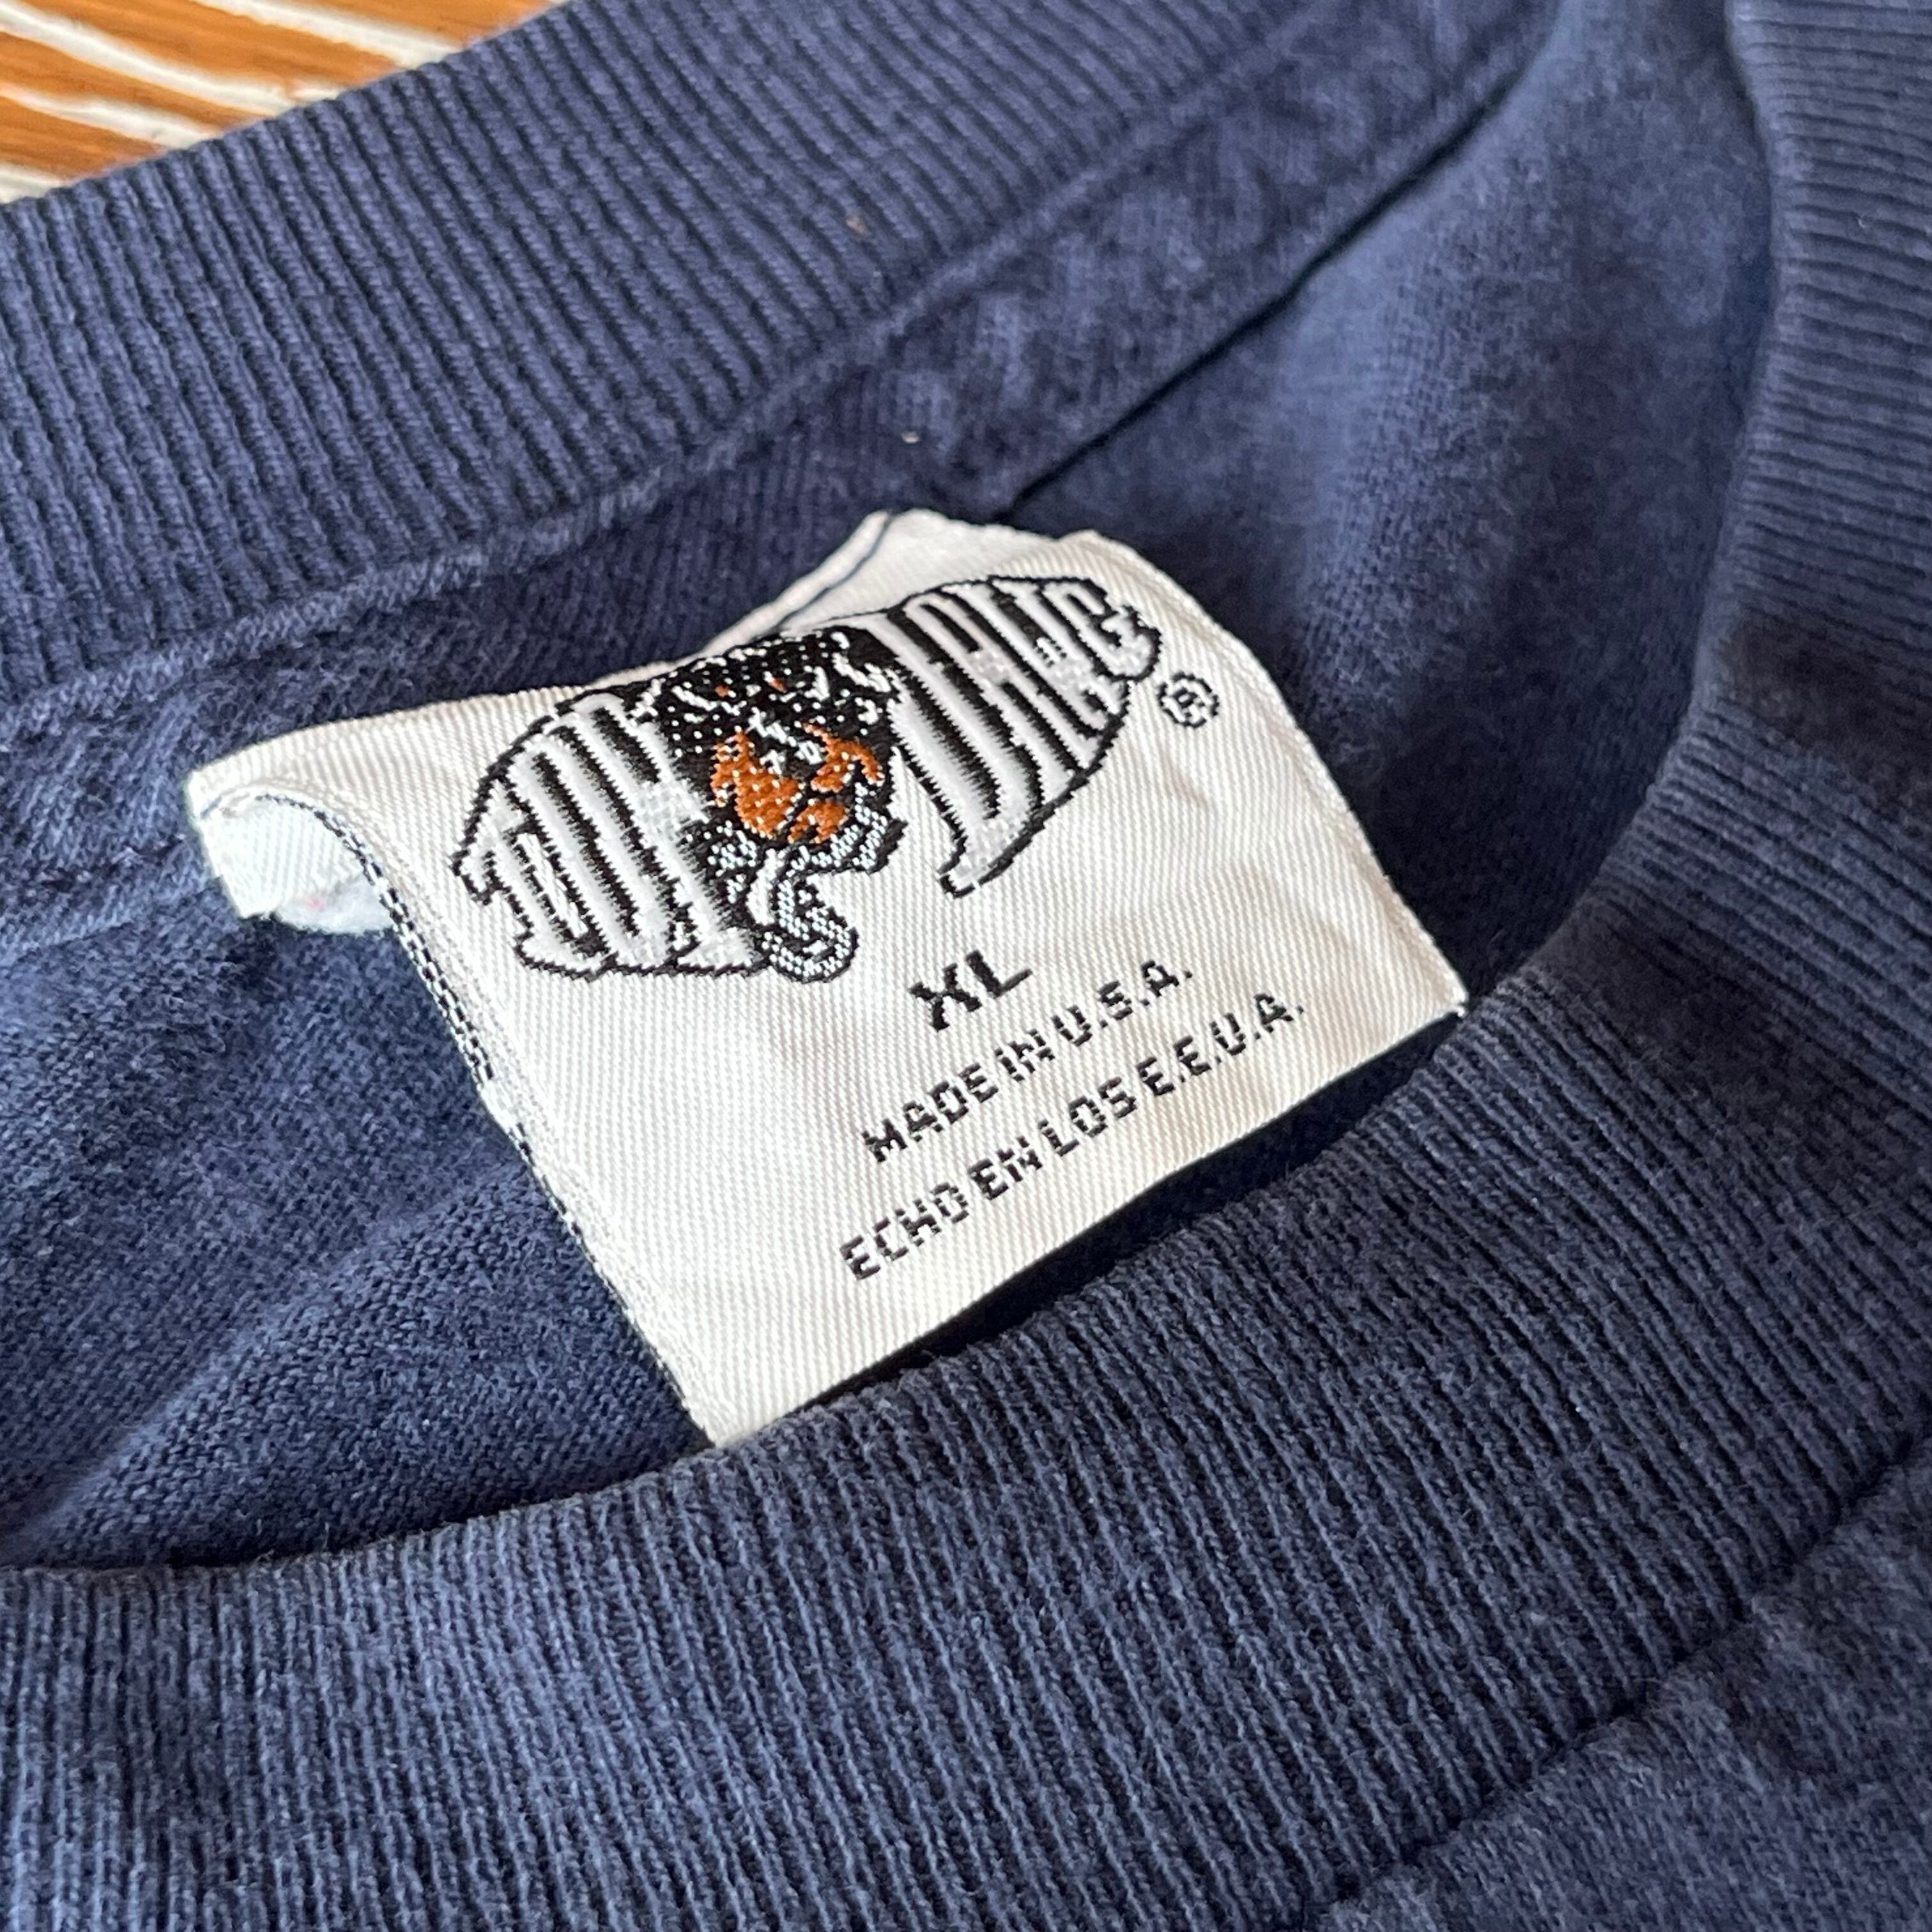 ®
XL
MADE IN U.S.A.
ECHO EN LOS E.E.U.A.